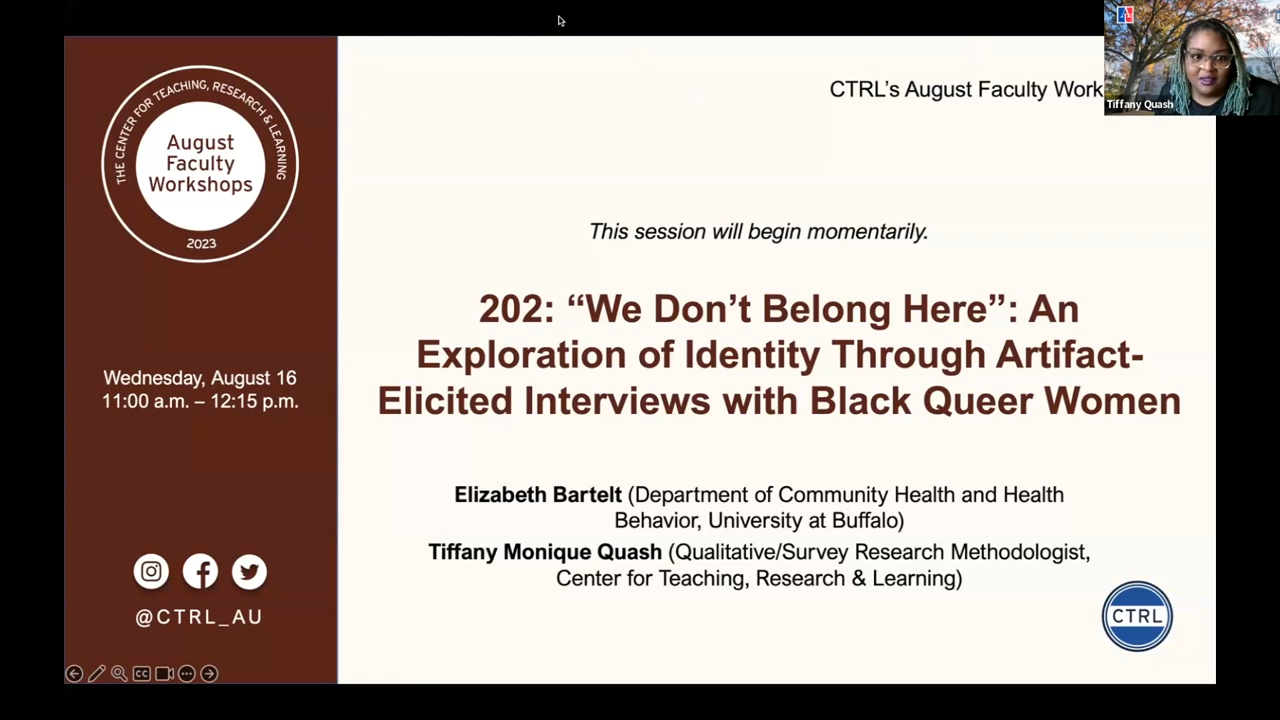 THE CENTER FOR TEACHING, RESEARCH & LEARNING
August
Faculty
Workshops
2023
Wednesday, August 16
11:00 a.m. – 12:15 p.m.
@CTRL_AU
CTRL's August Faculty Work
Tiffany Quash
This session will begin momentarily.
202: “We Don’t Belong Here”: An
Exploration of Identity Through Artifact-
Elicited Interviews with Black Queer Women
Elizabeth Bartelt (Department of Community Health and Health
Behavior, University at Buffalo)
Tiffany Monique Quash (Qualitative/Survey Research Methodologist,
Center for Teaching, Research & Learning)
CTRL
CC